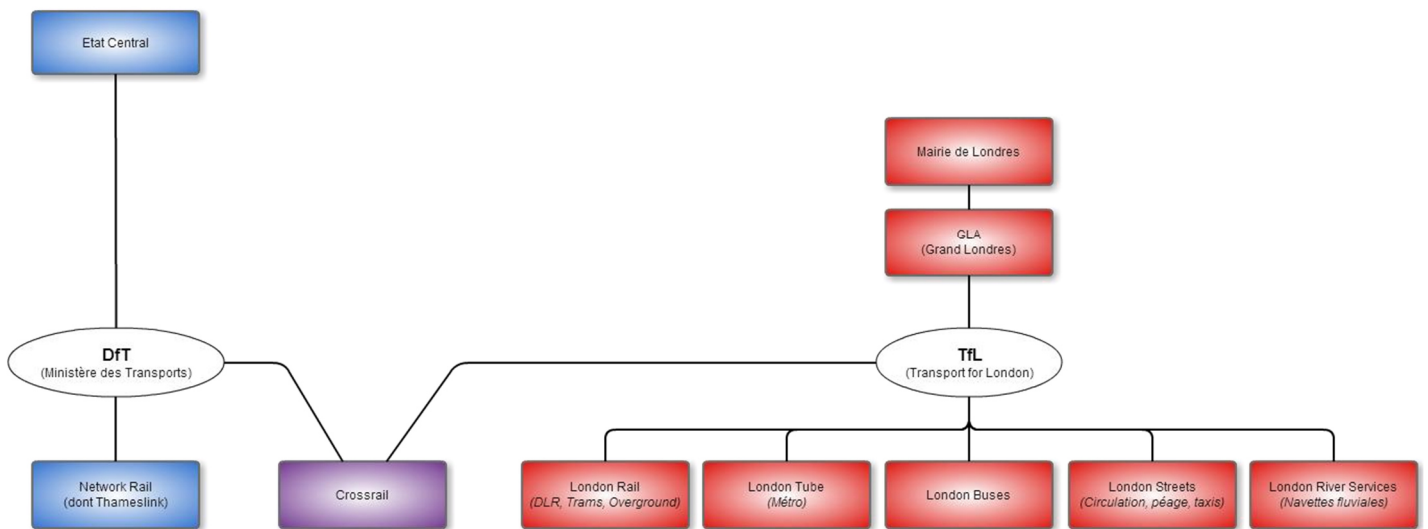 Etat Central
Mairie de Londres
GLA
(Grand Londres)
DfT
(Ministère des Transports)
TfL
(Transport for London)
Network Rail
(dont Thameslink)
Crossrail
London Rail
(DLR, Trams, Overground)
London Tube
(Métro)
London Buses
London Streets
(Circulation, péage, taxis)
London River Services
(Navettes fluviales)